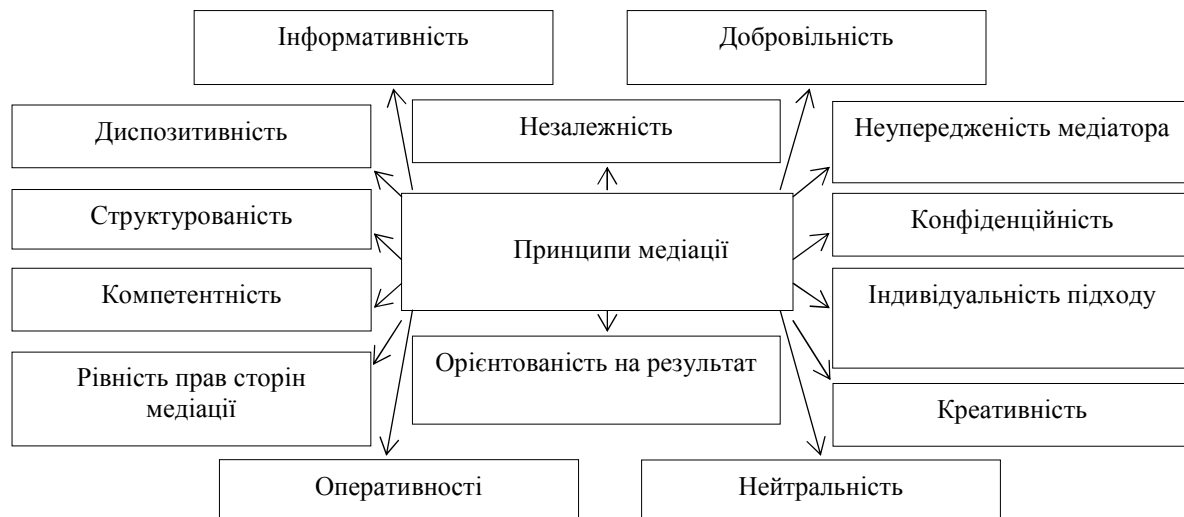 Інформативність
Добровільність
Диспозитивність
Незалежність
Неупередженість медіатора
Структурованість
Принципи медіації
Конфіденційність
Компетентність
Індивідуальність підходу
Рівність прав сторін
медіації
Орієнтованість на результат
Креативність
Оперативності
Нейтральність